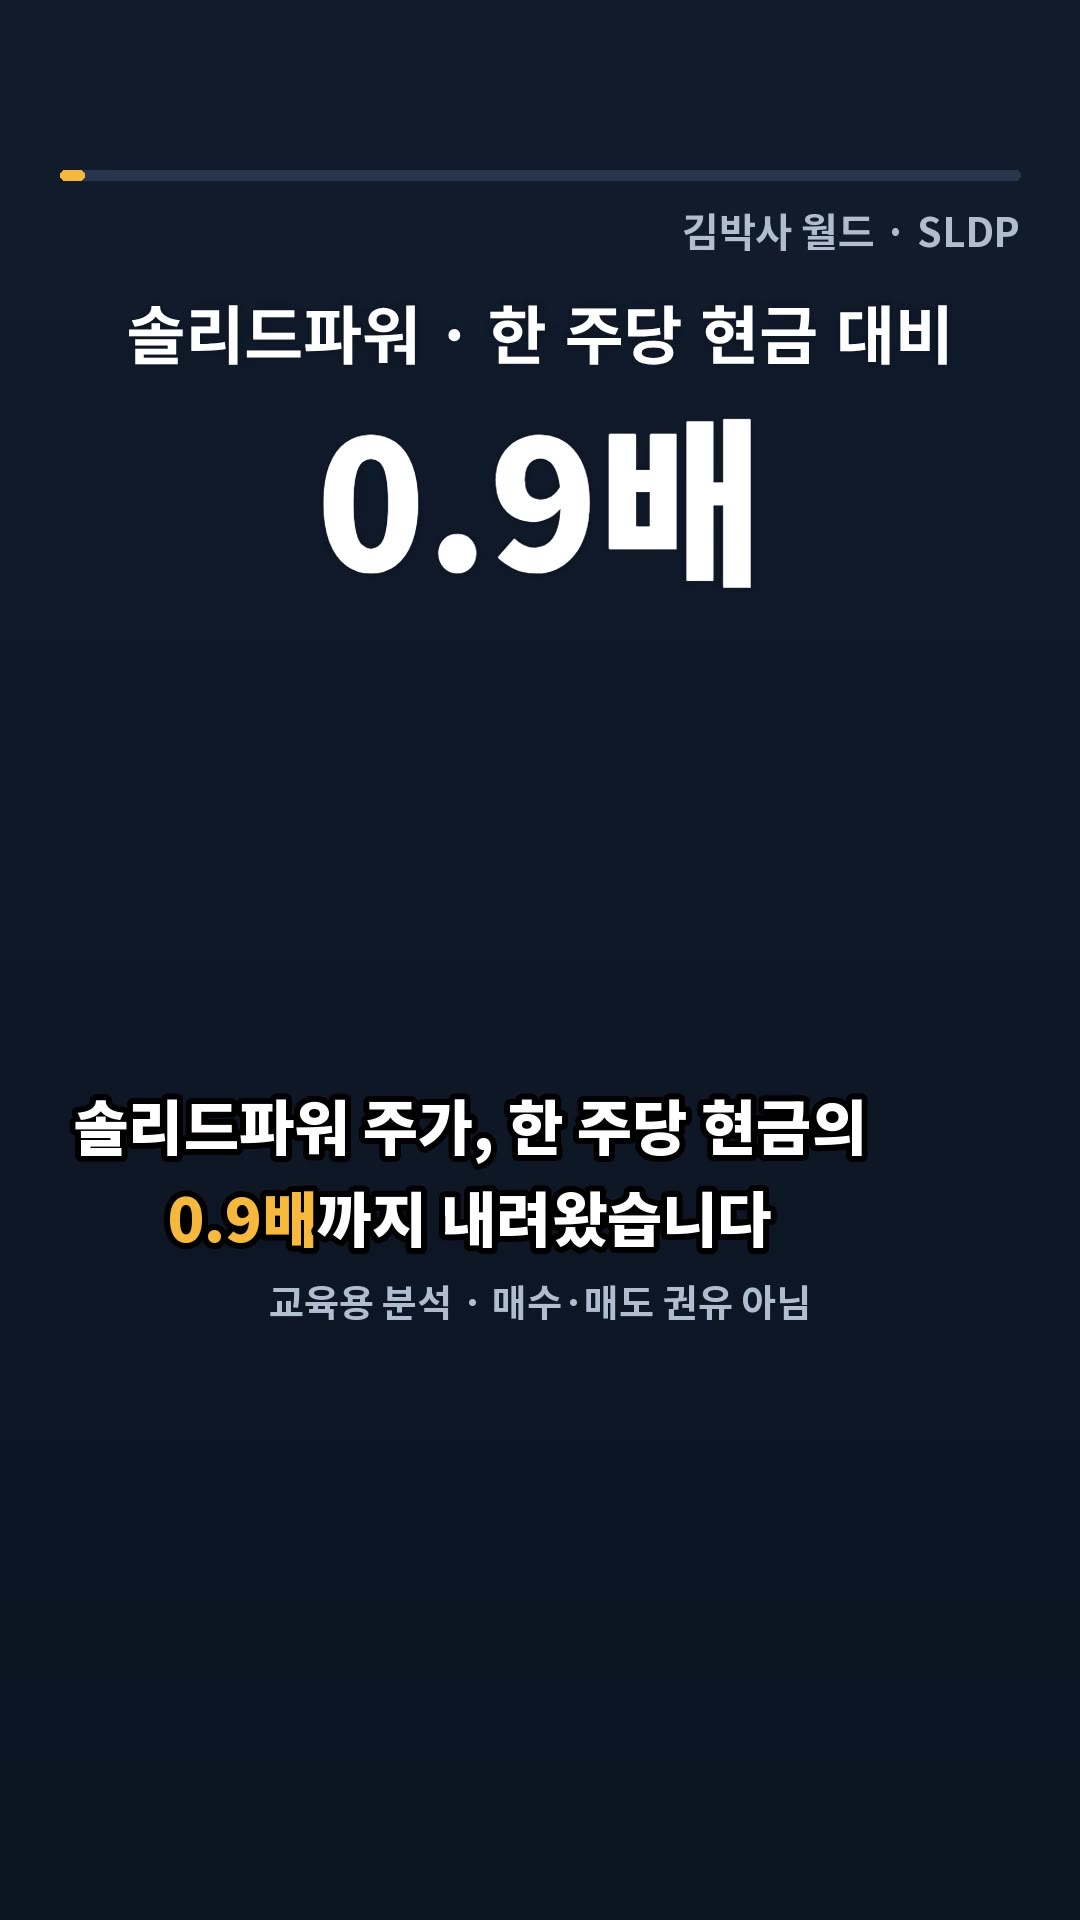 김박사 월드 · SLDP
솔리드파워 · 한 주당 현금 대비
0.9배
솔리드파워 주가, 한 주당 현금의
0.9배까지 내려왔습니다
교육용 분석 · 매수·매도 권유 아님